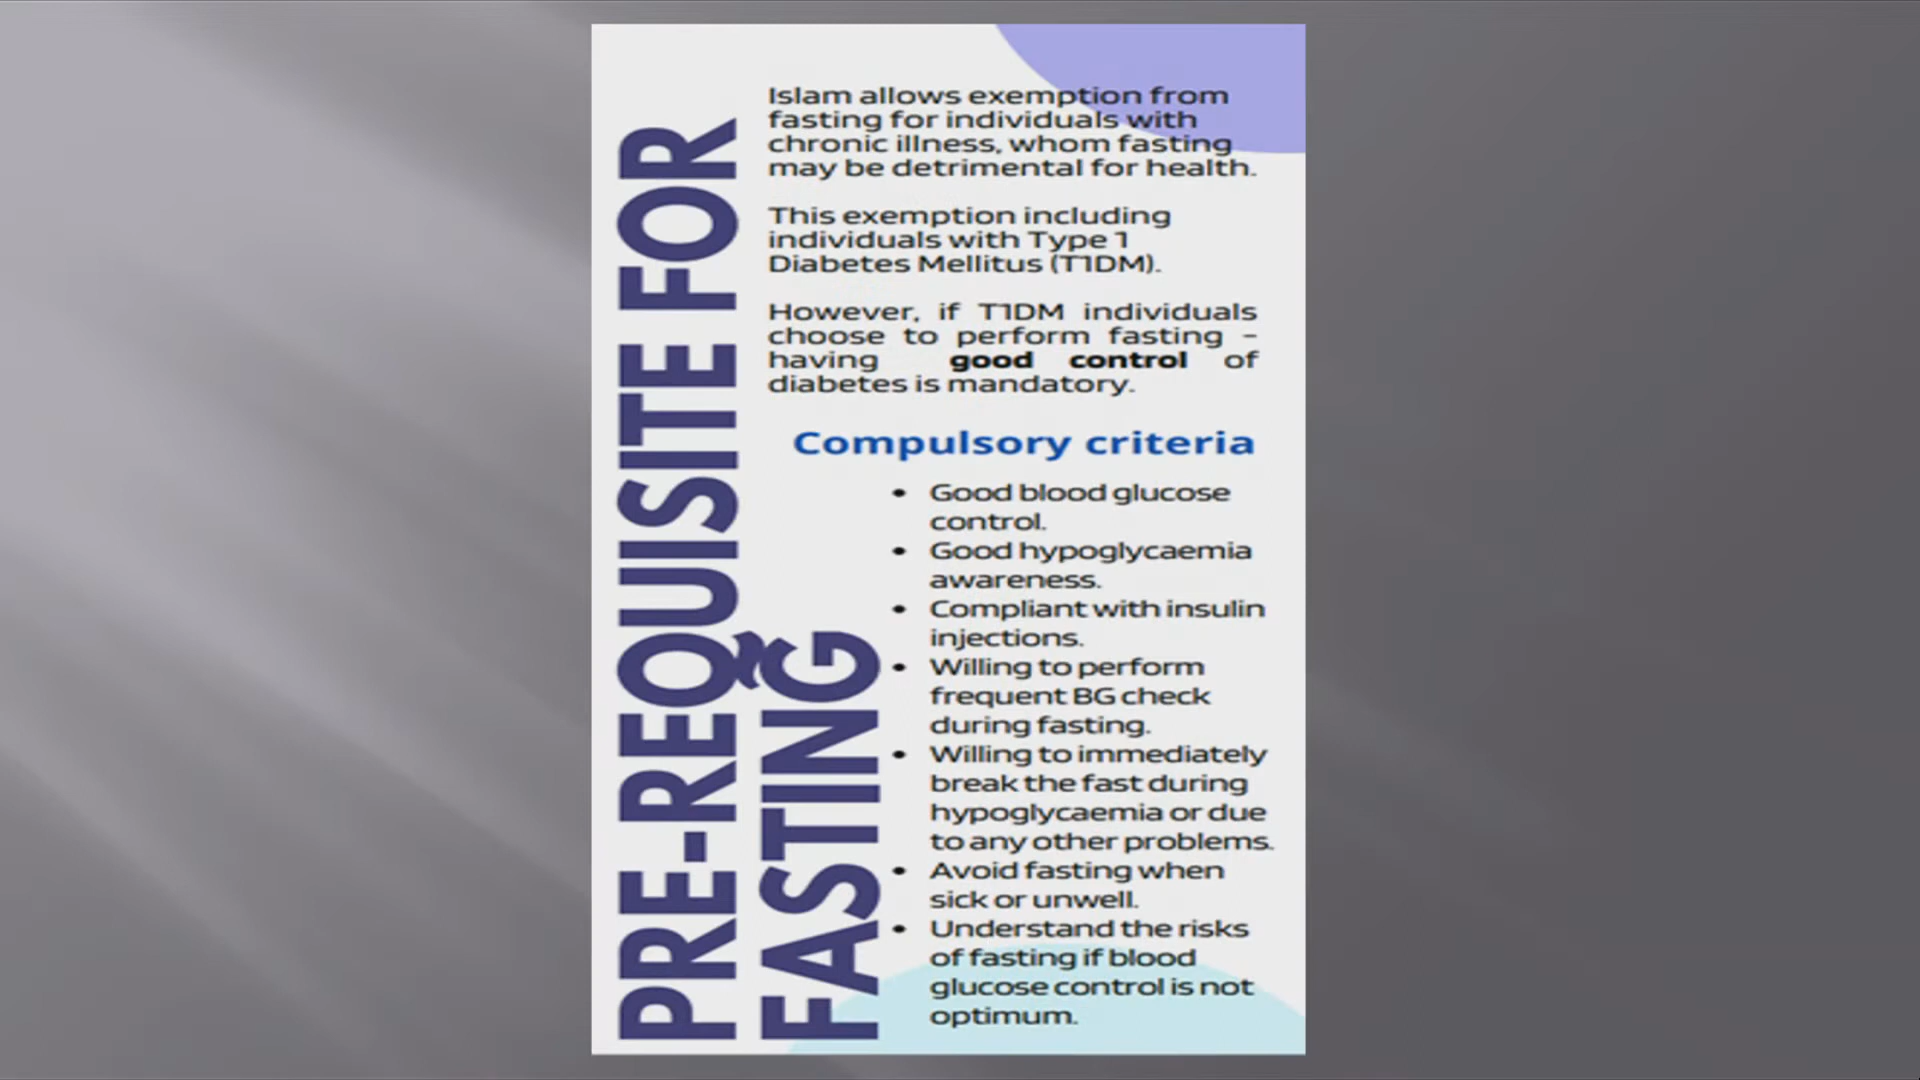 PRE-REQUISITE FOR
FASTING
Islam allows exemption from
fasting for individuals with
chronic illness, whom fasting
may be detrimental for health.
This exemption including
individuals with Type 1
Diabetes Mellitus (T1DM).
However, if T1DM individuals
choose to perform fasting -
having good control of
diabetes is mandatory.
Compulsory criteria
• Good blood glucose
control.
• Good hypoglycaemia
awareness.
• Compliant with insulin
injections.
• Willing to perform
frequent BG check
during fasting.
• Willing to immediately
break the fast during
hypoglycaemia or due
to any other problems.
• Avoid fasting when
sick or unwell.
• Understand the risks
of fasting if blood
glucose control is not
optimum.